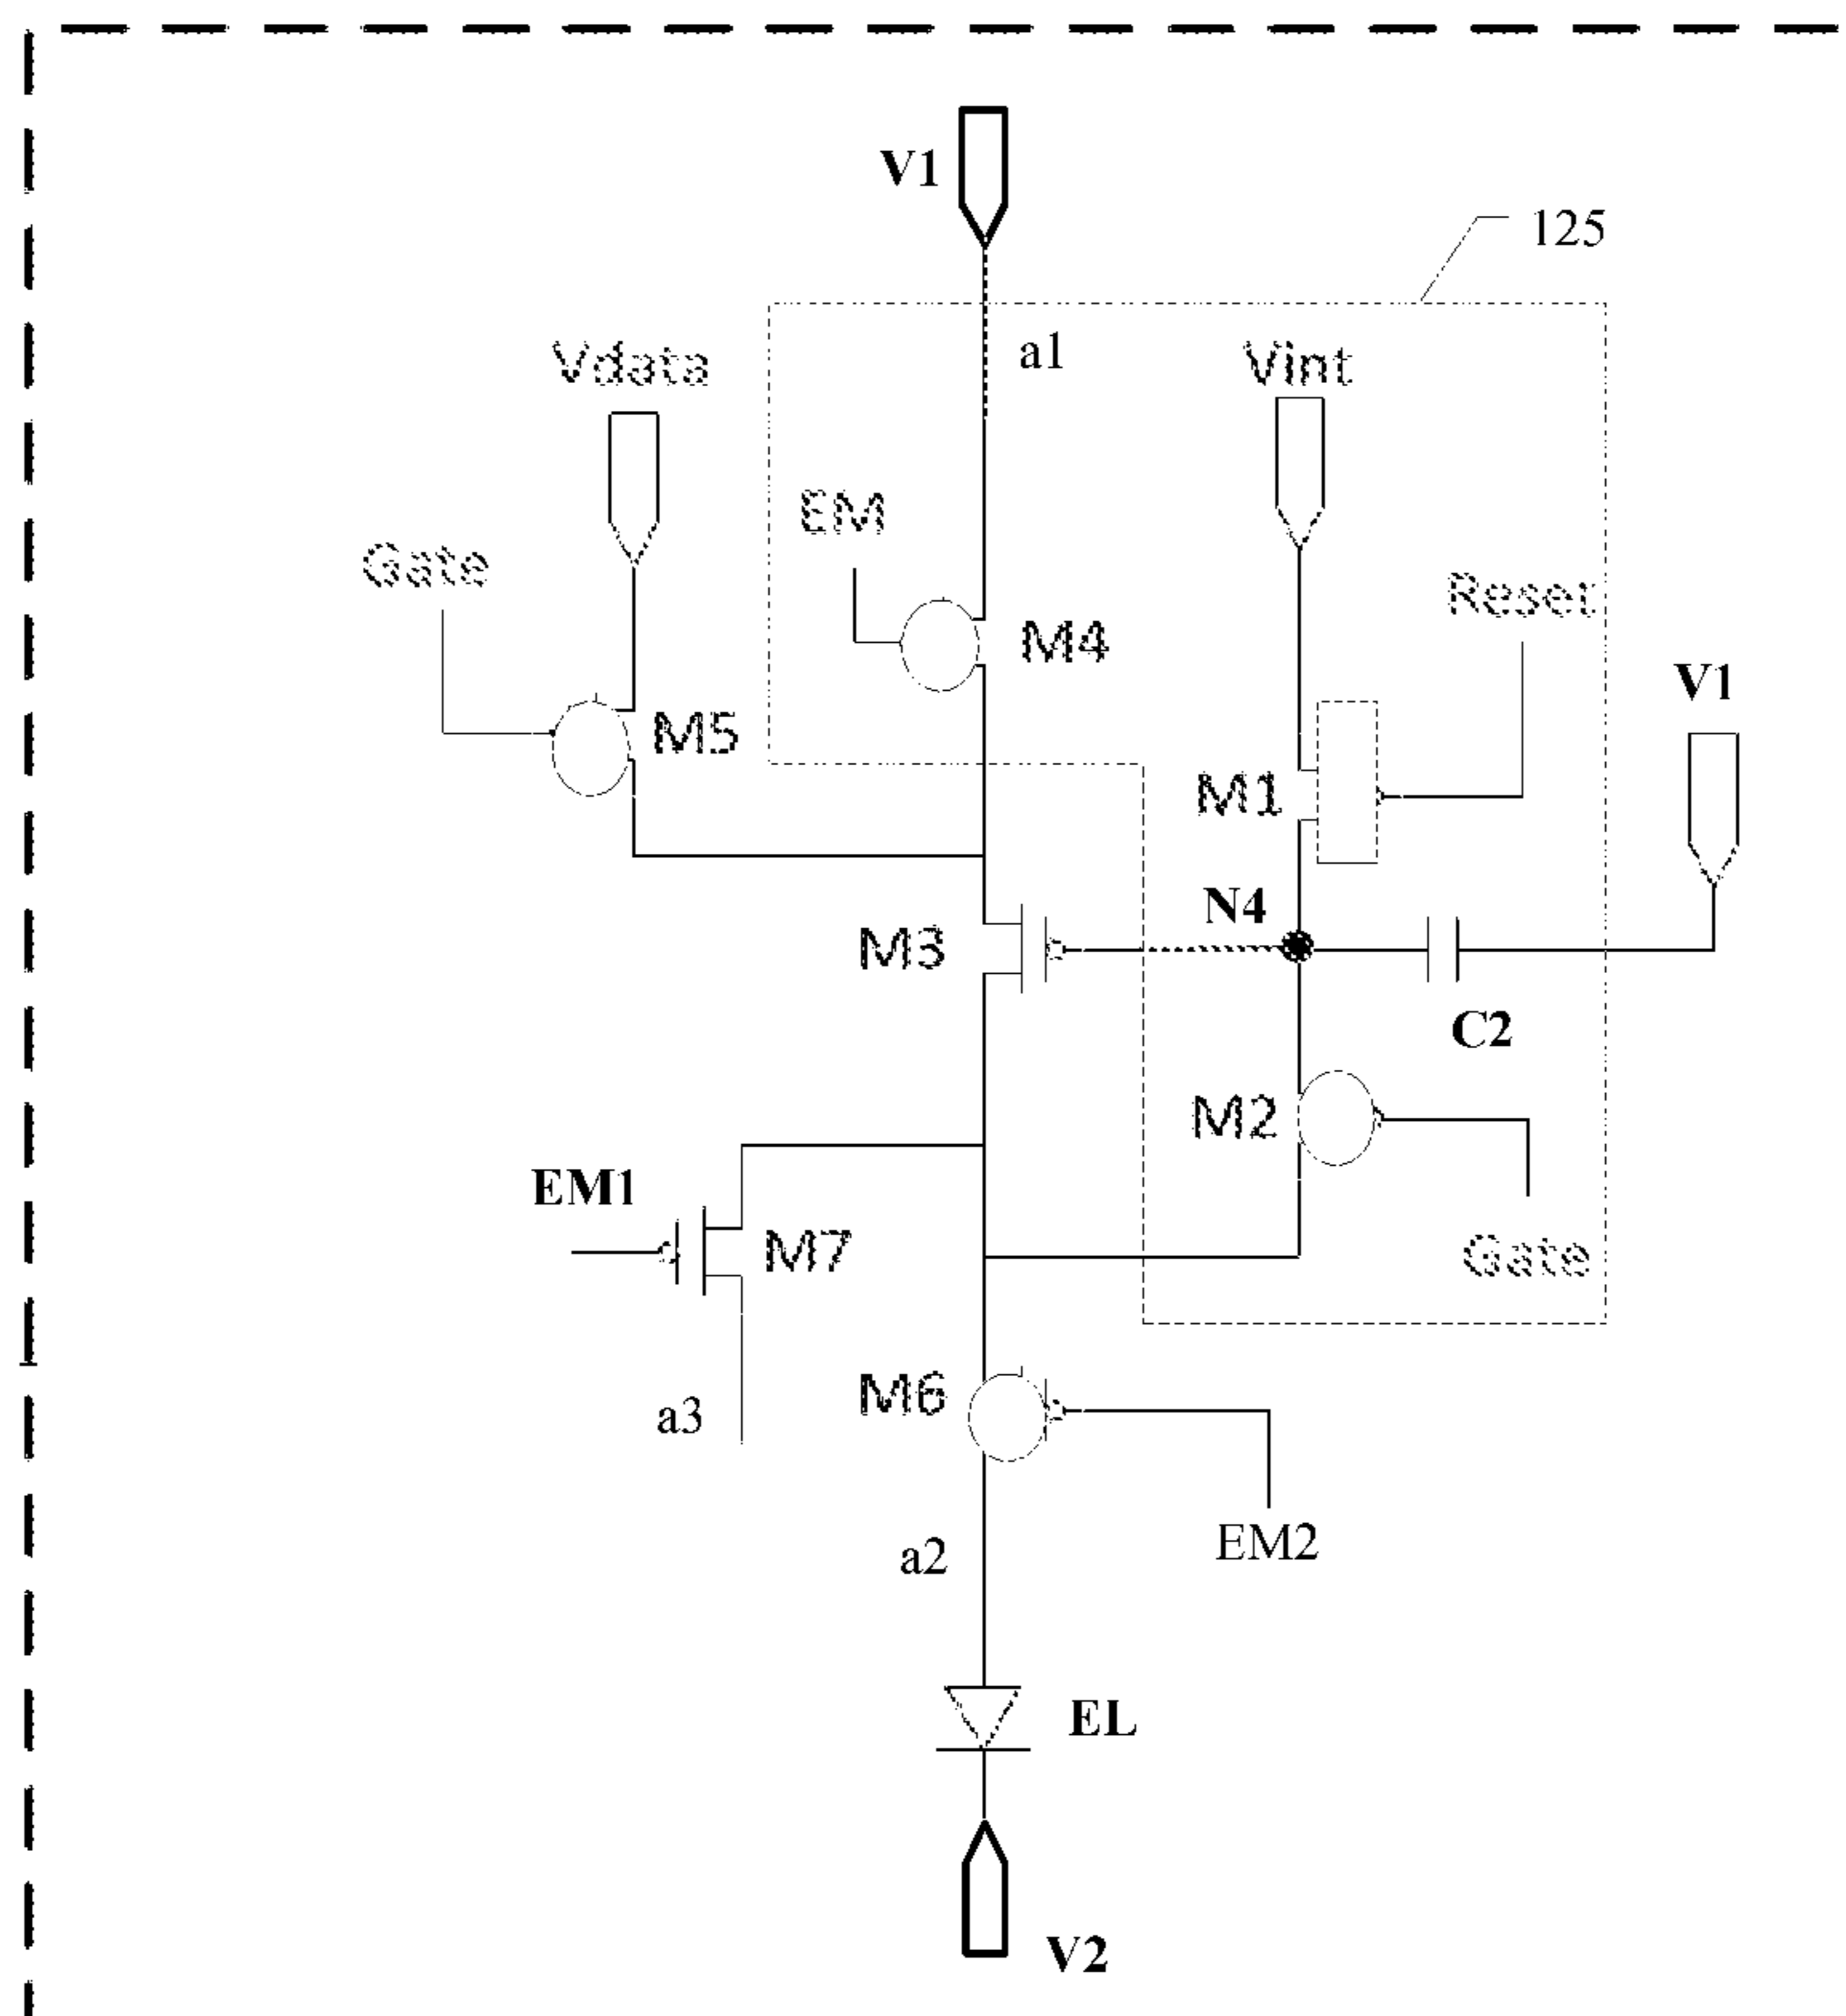 V1
125
a1
Vdata
Vint
EM
Gate
Reset
M4
V1
M5
M1
N4
M3
C2
M2
EM1
M7
Gate
M6
a3
EM2
a2
EL
V2